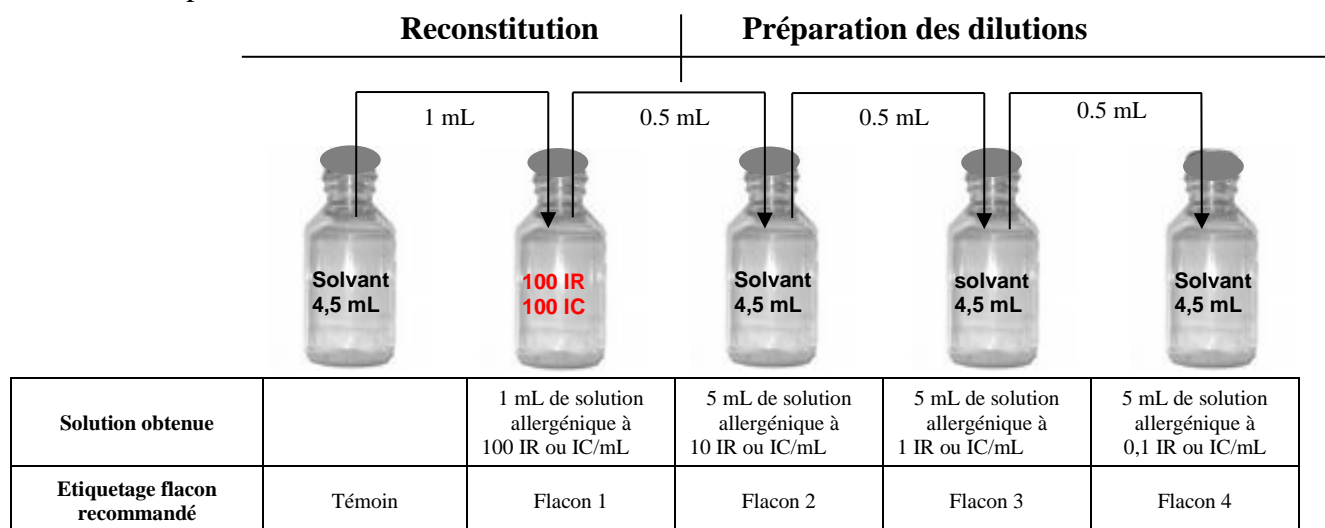 Reconstitution
Préparation des dilutions
1 mL
0.5 mL
0.5 mL
0.5 mL
Solvant
4,5 mL
100 IR
100 IC
Solvant
4,5 mL
solvant
4,5 mL
Solvant
4,5 mL
Solution obtenue
1 mL de solution
allergénique à
100 IR ou IC/mL
5 mL de solution
allergénique à
10 IR ou IC/mL
5 mL de solution
allergénique à
1 IR ou IC/mL
5 mL de solution
allergénique à
0,1 IR ou IC/mL
Etiquetage flacon
recommandé
Témoin
Flacon 1
Flacon 2
Flacon 3
Flacon 4